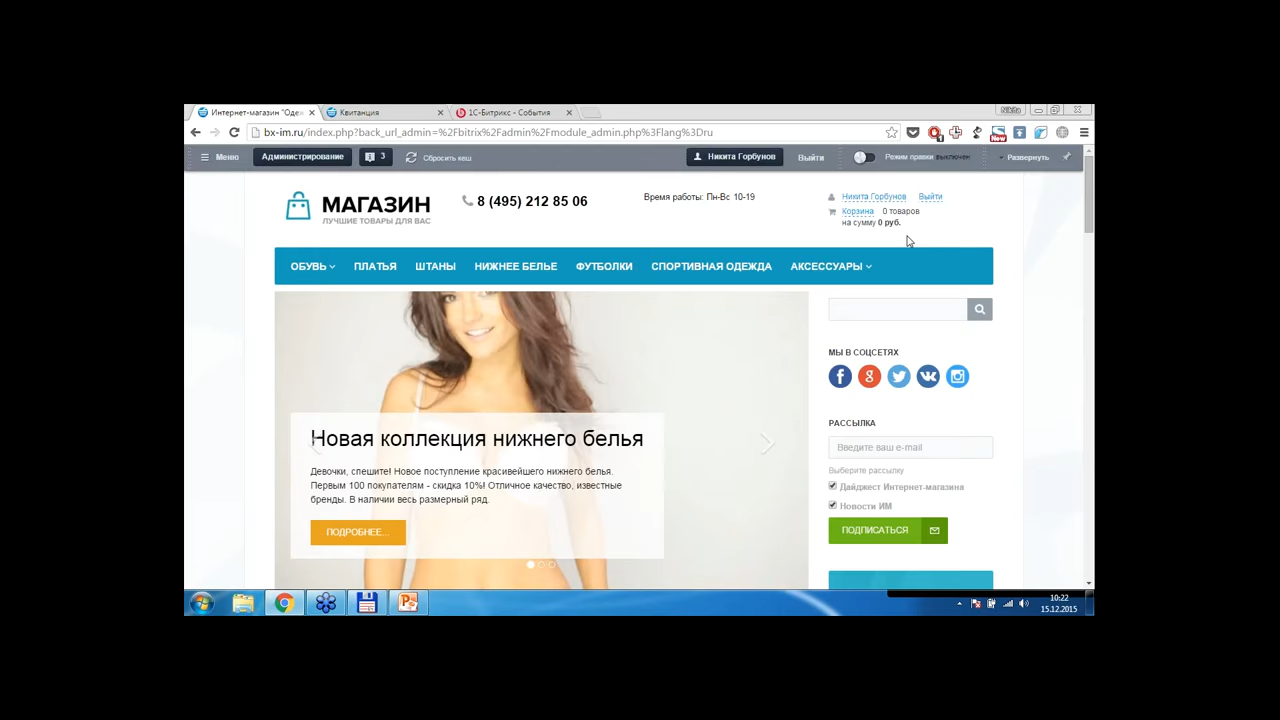 Интернет-магазин "Одеж
Квитанция
1С-Битрикс - События
bx-im.ru/index.php?back_url_admin=%2Fbitrix%2Fadmin%2Fmodule_admin.php%3Flang%3Dru
New
1
Меню
Администрирование
3
Сбросить кеш
Никита Горбунов
Выйти
Режим правки выключен
Развернуть
МАГАЗИН
ЛУЧШИЕ ТОВАРЫ ДЛЯ ВАС
8 (495) 212 85 06
Время работы: Пн-Вс 10-19
Никита Горбунов Выйти
Корзина 0 товаров
на сумму 0 руб.
ОБУВЬ ПЛАТЬЯ ШТАНЫ НИЖНЕЕ БЕЛЬЕ ФУТБОЛКИ СПОРТИВНАЯ ОДЕЖДА АКСЕССУАРЫ
Новая коллекция нижнего белья
Девочки, спешите! Новое поступление красивейшего нижнего белья.
Первым 100 покупателям - скидка 10%! Отличное качество, известные
бренды. В наличии весь размерный ряд.
ПОДРОБНЕЕ...
МЫ В СОЦСЕТЯХ
РАССЫЛКА
Введите ваш e-mail
Выберите рассылку
Дайджест Интернет-магазина
Новости ИМ
ПОДПИСАТЬСЯ
10:22
15.12.2015